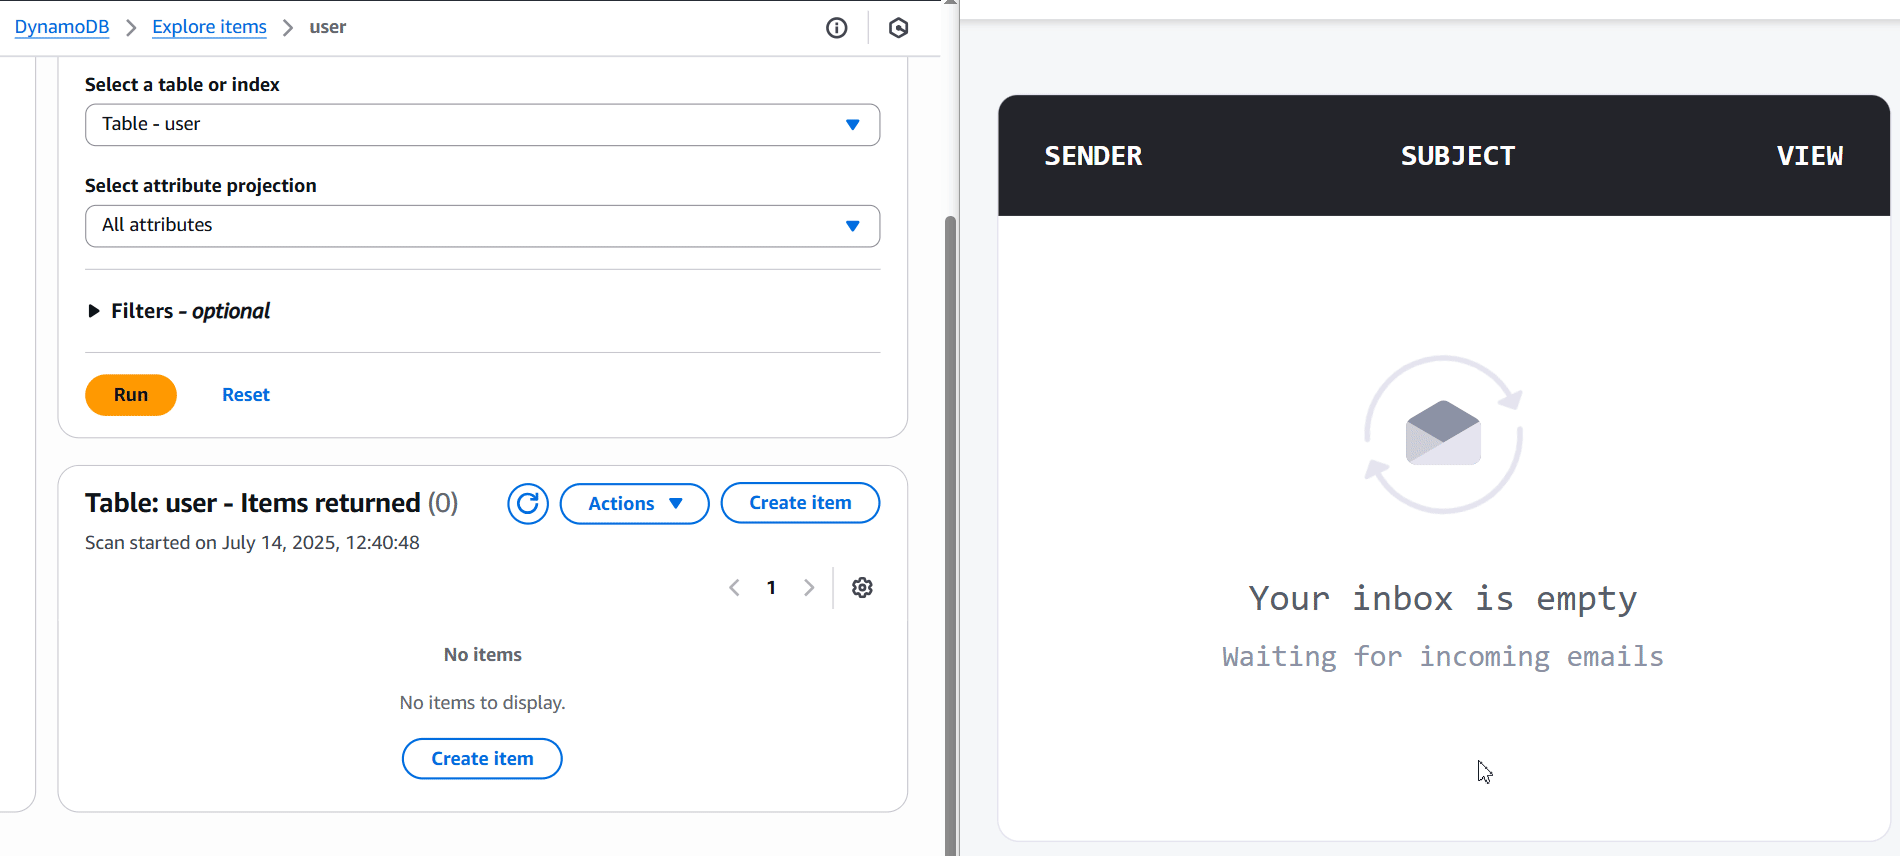 DynamoDB > Explore items > user
Select a table or index
Table - user
Select attribute projection
All attributes
Filters - optional
Run Reset
Table: user - Items returned (0)
Actions
Create item
Scan started on July 14, 2025, 12:40:48
1
No items
No items to display.
Create item
SENDER SUBJECT VIEW
Your inbox is empty
Waiting for incoming emails